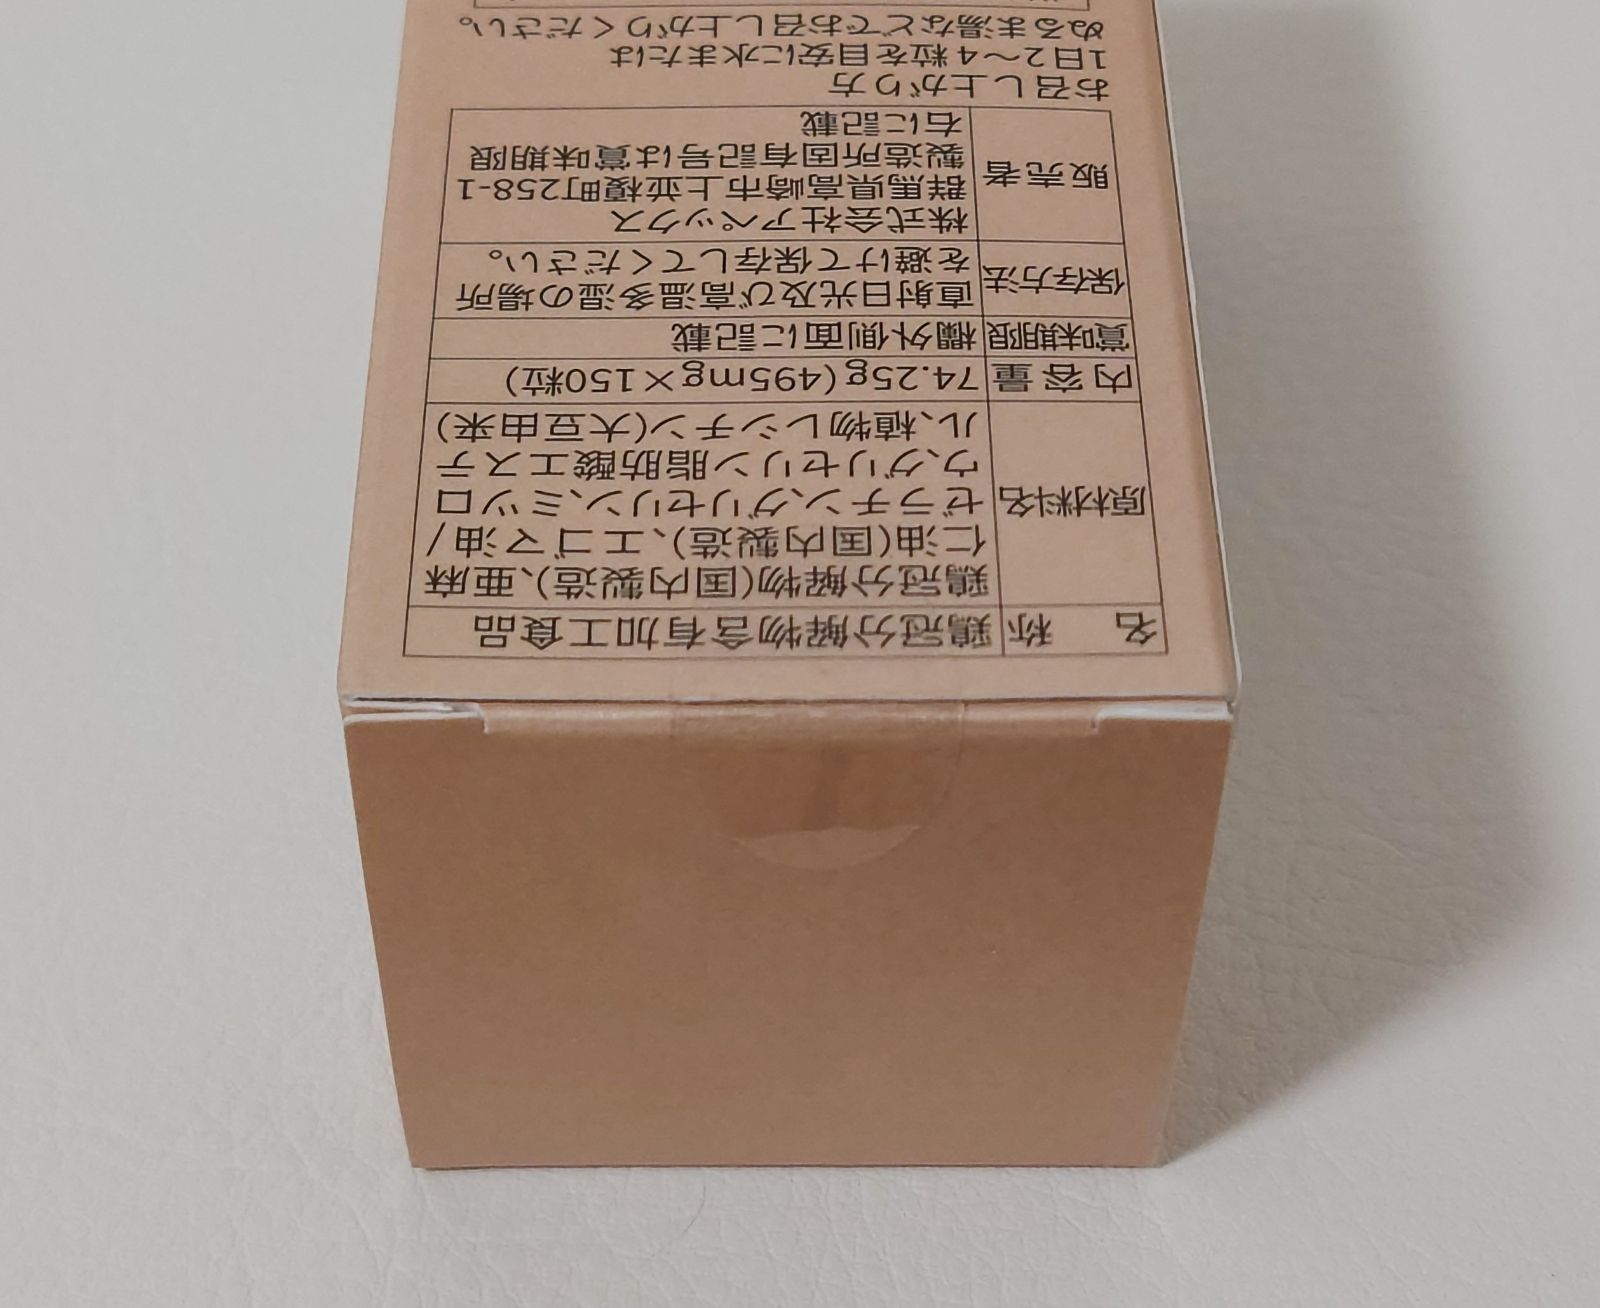 名　称 鶏冠分解物含有加工食品
原材料名 鶏冠分解物(国内製造)、亜麻
仁油(国内製造)、エゴマ油/
ゼラチン、グリセリン、ミツロ
ウ、グリセリン脂肪酸エステ
ル、植物レシチン(大豆由来)
内容量 74.25g(495mg×150粒)
賞味期限 欄外側面に記載
保存方法 直射日光及び高温多湿の場所
を避けて保存してください。
販売者 株式会社アペックス
群馬県高崎市上並榎町258-1
製造所固有記号は賞味期限
右に記載
お召し上がり方
1日2〜4粒を目安に水または
ぬるま湯などでお召し上がりください。